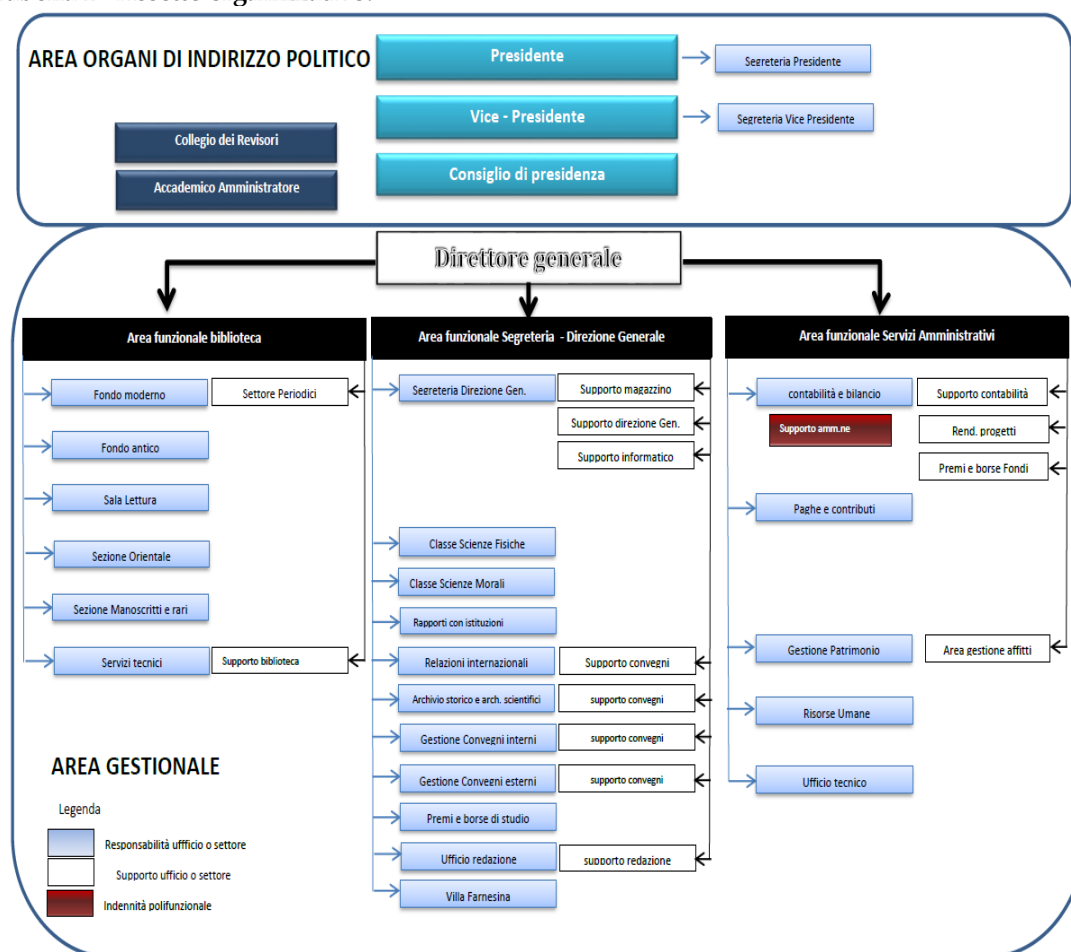 AREA ORGANI DI INDIRIZZO POLITICO
Presidente
Segreteria Presidente
Vice - Presidente
Segreteria Vice Presidente
Collegio dei Revisori
Accademico Amministratore
Consiglio di presidenza
Direttore generale
Area funzionale biblioteca
Fondo moderno
Settore Periodici
Fondo antico
Sala Lettura
Sezione Orientale
Sezione Manoscritti e rari
Servizi tecnici
Supporto biblioteca
Area funzionale Segreteria - Direzione Generale
Segreteria Direzione Gen.
Supporto magazzino
Supporto direzione Gen.
Supporto informatico
Classe Scienze Fisiche
Classe Scienze Morali
Rapporti con istituzioni
Relazioni internazionali
Supporto convegni
Archivio storico e arch. scientifici
supporto convegni
Gestione Convegni interni
supporto convegni
Gestione Convegni esterni
supporto convegni
Premi e borse di studio
Ufficio redazione
supporto redazione
Villa Farnesina
Area funzionale Servizi Amministrativi
contabilità e bilancio
Supporto contabilità
Supporto amm.ne
Rend. progetti
Premi e borse Fondi
Paghe e contributi
Gestione Patrimonio
Area gestione affitti
Risorse Umane
Ufficio tecnico
AREA GESTIONALE
Legenda
Responsabilità ufficio o settore
Supporto ufficio o settore
Indennità polifunzionale